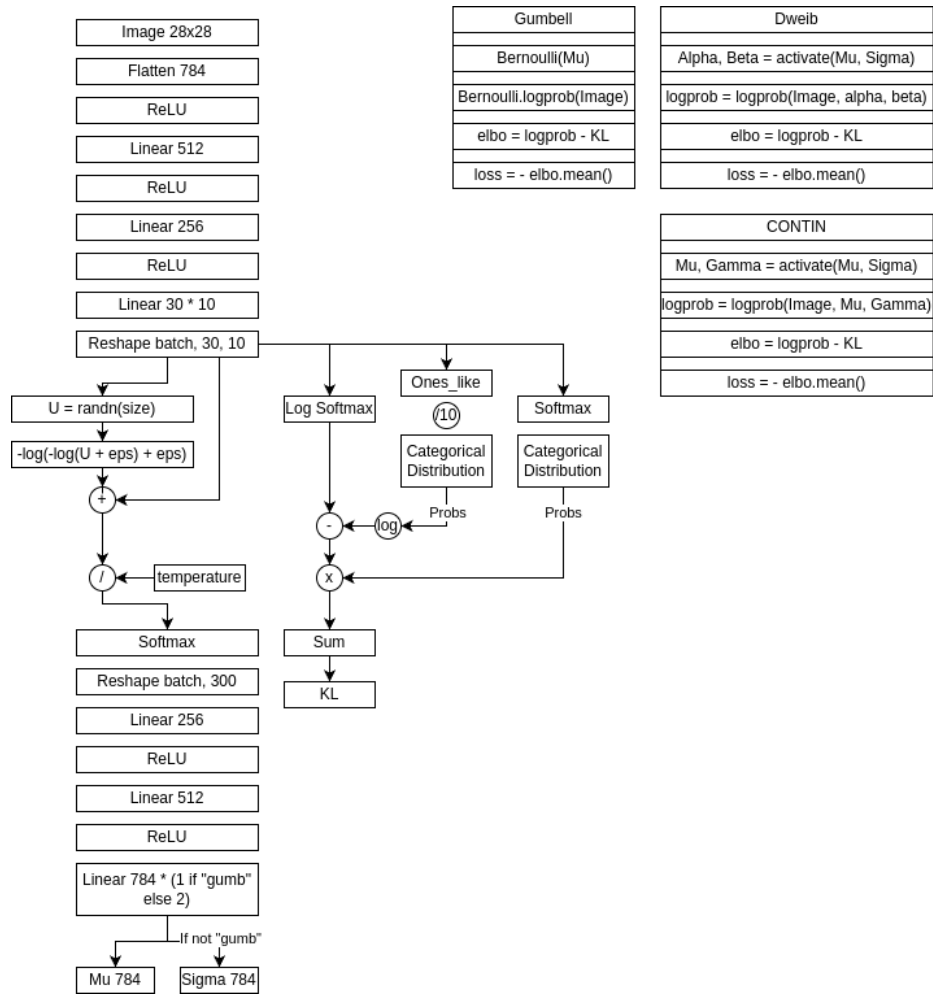 Image 28x28
Flatten 784
ReLU
Linear 512
ReLU
Linear 256
ReLU
Linear 30 * 10
Reshape batch, 30, 10
U = randn(size)
-log(-log(U + eps) + eps)
+
/
temperature
Softmax
Reshape batch, 300
Linear 256
ReLU
Linear 512
ReLU
Linear 784 * (1 if "gumb"
else 2)
If not "gumb"
Mu 784
Sigma 784
Log Softmax
Ones_like
/10
Categorical
Distribution
Probs
log
-
Softmax
Categorical
Distribution
Probs
x
Sum
KL
Gumbell
Bernoulli(Mu)
Bernoulli.logprob(Image)
elbo = logprob - KL
loss = - elbo.mean()
Dweib
Alpha, Beta = activate(Mu, Sigma)
logprob = logprob(Image, alpha, beta)
elbo = logprob - KL
loss = - elbo.mean()
CONTIN
Mu, Gamma = activate(Mu, Sigma)
logprob = logprob(Image, Mu, Gamma)
elbo = logprob - KL
loss = - elbo.mean()